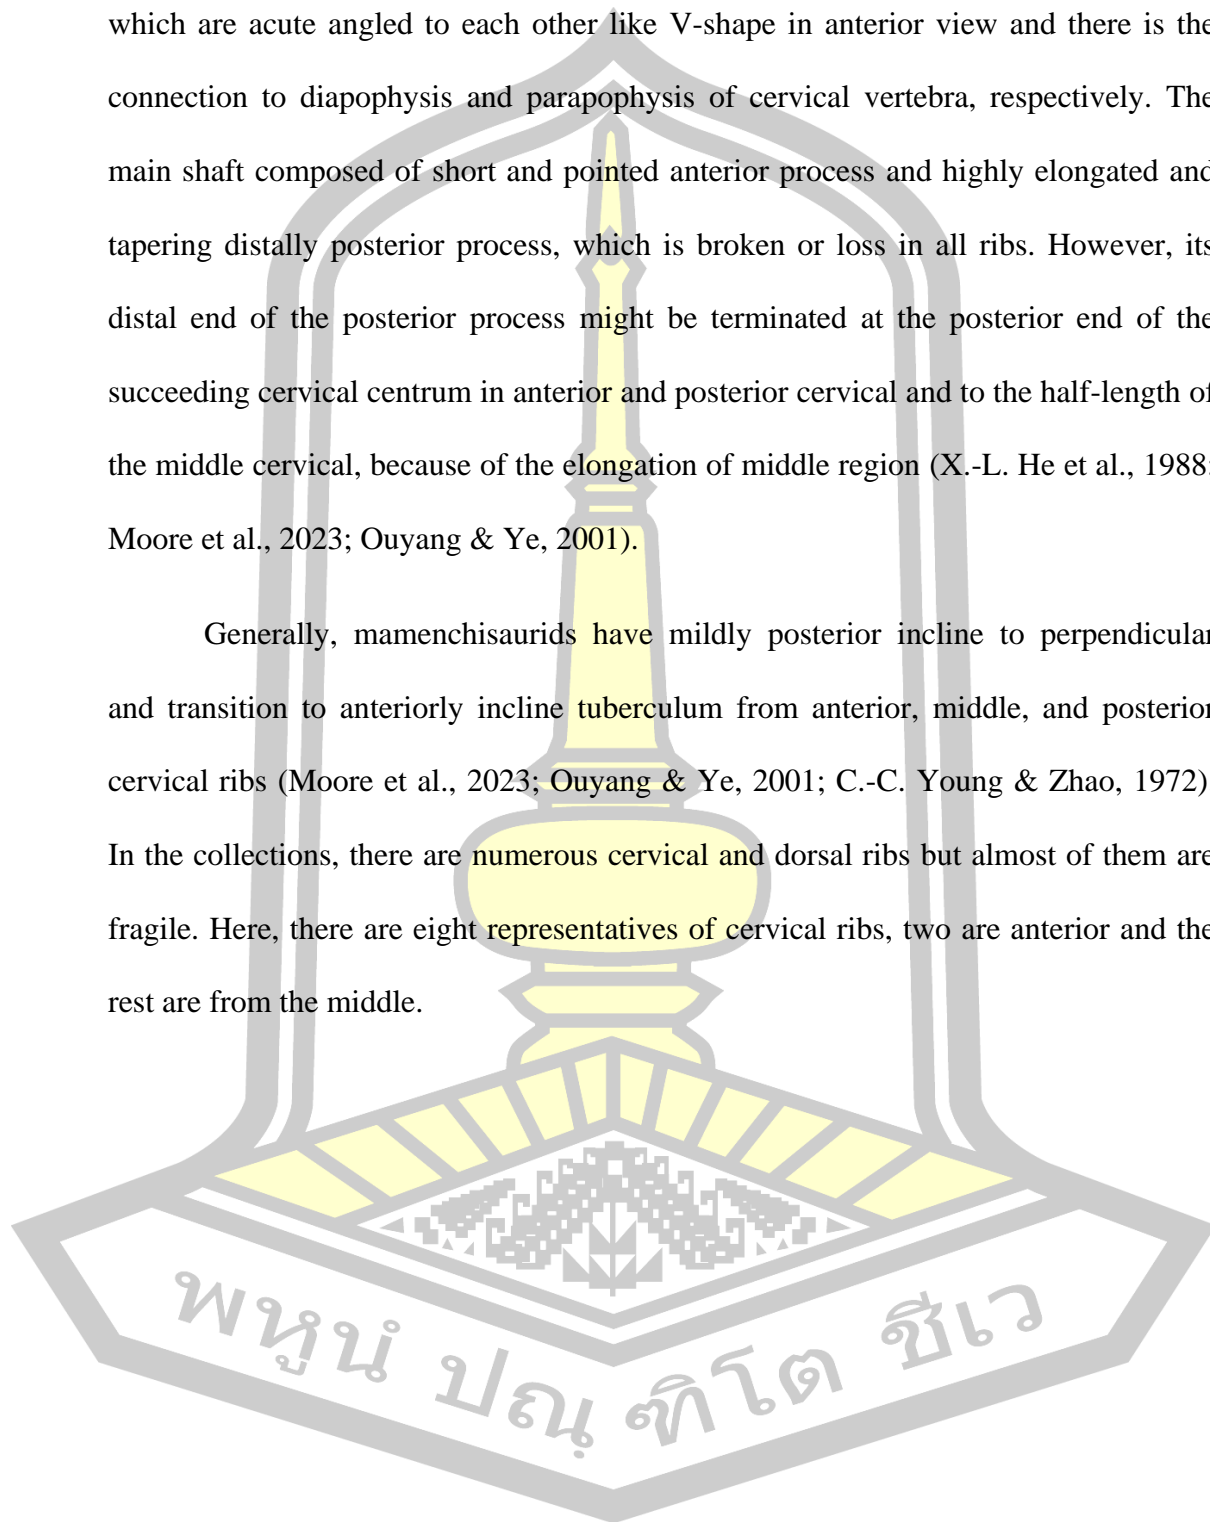 which are acute angled to each other like V-shape in anterior view and there is the
connection to diapophysis and parapophysis of cervical vertebra, respectively. The
main shaft composed of short and pointed anterior process and highly elongated and
tapering distally posterior process, which is broken or loss in all ribs. However, its
distal end of the posterior process might be terminated at the posterior end of the
succeeding cervical centrum in anterior and posterior cervical and to the half-length of
the middle cervical, because of the elongation of middle region (X.-L. He et al., 1988;
Moore et al., 2023; Ouyang & Ye, 2001).
Generally, mamenchisaurids have mildly posterior incline to perpendicular
and transition to anteriorly incline tuberculum from anterior, middle, and posterior
cervical ribs (Moore et al., 2023; Ouyang & Ye, 2001; C.-C. Young & Zhao, 1972)
In the collections, there are numerous cervical and dorsal ribs but almost of them are
fragile. Here, there are eight representatives of cervical ribs, two are anterior and the
rest are from the middle.
พหูนํ ปณฺฑิโต ชีเว